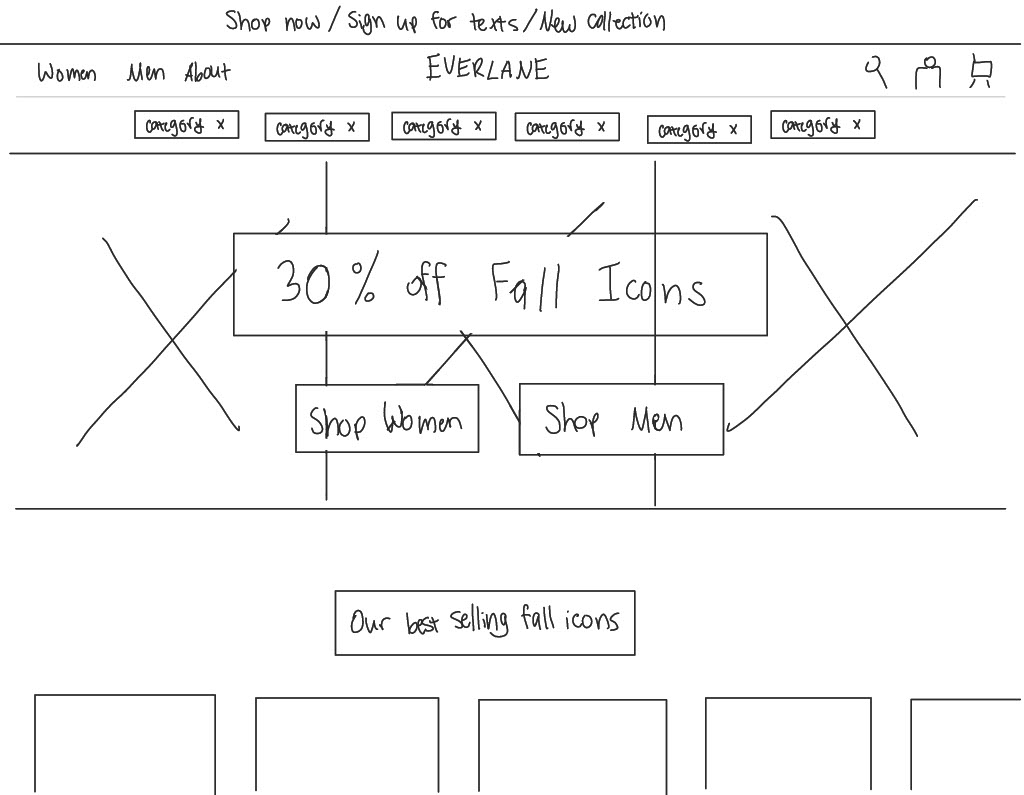 Shop now / Sign up for texts / New collection
Women Men About EVERLANE
category x category x category x category x category x category x
30% off Fall Icons
Shop Women Shop Men
Our best selling fall icons